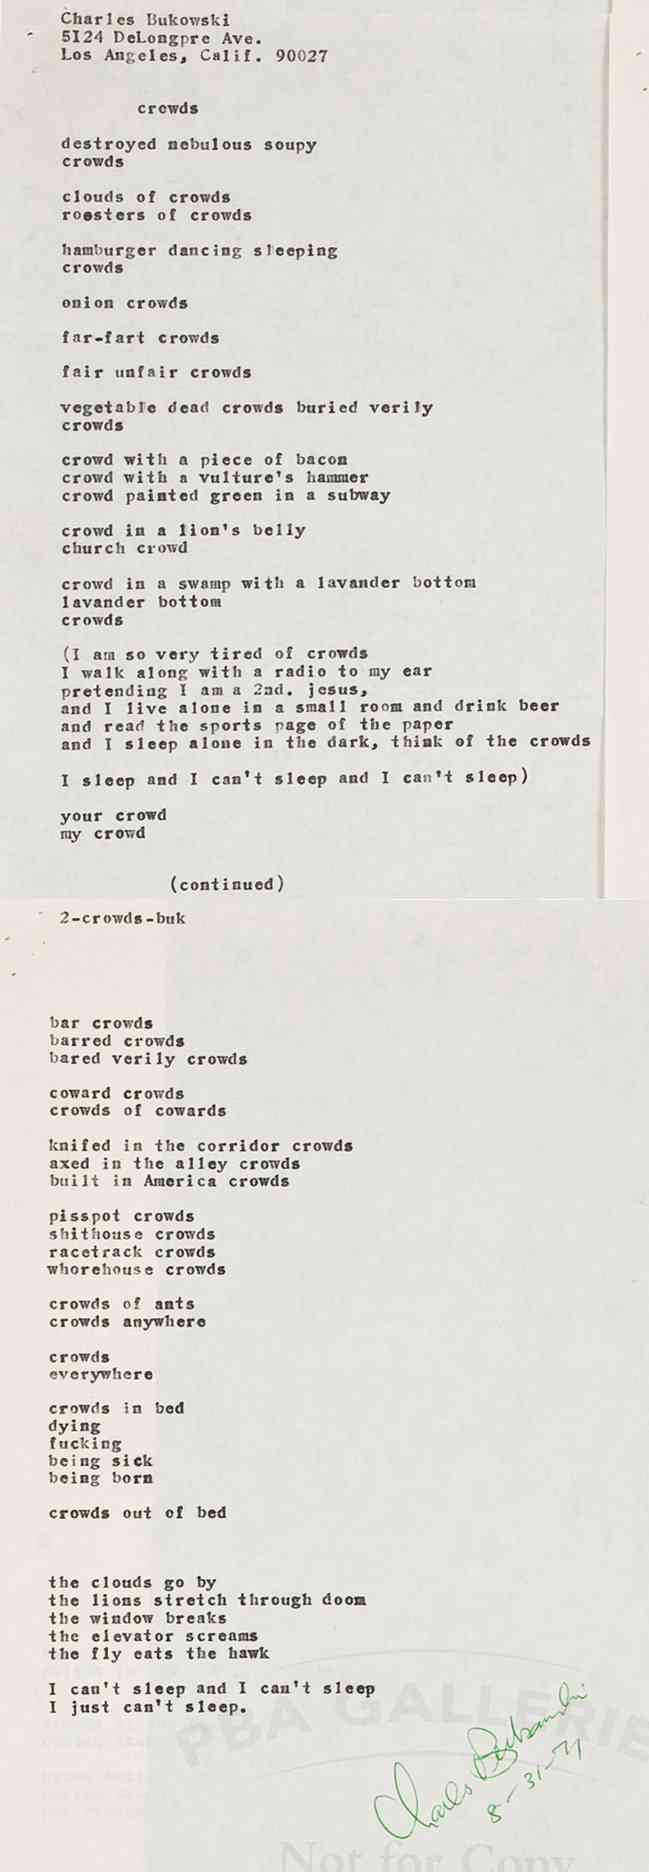 Charles Bukowski
5I24 DeLongpre Ave.
Los Angeles, Calif. 90027
crowds
destroyed nebulous soupy
crowds
clouds of crowds
roosters of crowds
hamburger dancing sleeping
crowds
onion crowds
far-fart crowds
fair unfair crowds
vegetable dead crowds buried verily
crowds
crowd with a piece of bacon
crowd with a vulture's hammer
crowd painted green in a subway
crowd in a lion's belly
church crowd
crowd in a swamp with a lavander bottom
lavander bottom
crowds
(I am so very tired of crowds
I walk along with a radio to my ear
pretending I am a 2nd. jesus,
and I live alone in a small room and drink beer
and read the sports page of the paper
and I sleep alone in the dark, think of the crowds
I sleep and I can't sleep and I can't sleep)
your crowd
my crowd
(continued)
2-crowds-buk
bar crowds
barred crowds
bared verily crowds
coward crowds
crowds of cowards
knifed in the corridor crowds
axed in the alley crowds
built in America crowds
pisspot crowds
shithouse crowds
racetrack crowds
whorehouse crowds
crowds of ants
crowds anywhere
crowds
everywhere
crowds in bed
dying
fucking
being sick
being born
crowds out of bed
the clouds go by
the lions stretch through doom
the window breaks
the elevator screams
the fly eats the hawk
I can't sleep and I can't sleep
I just can't sleep.
PBA GALLERIE
Charles Bukowski
8-31-71
Not for Copy